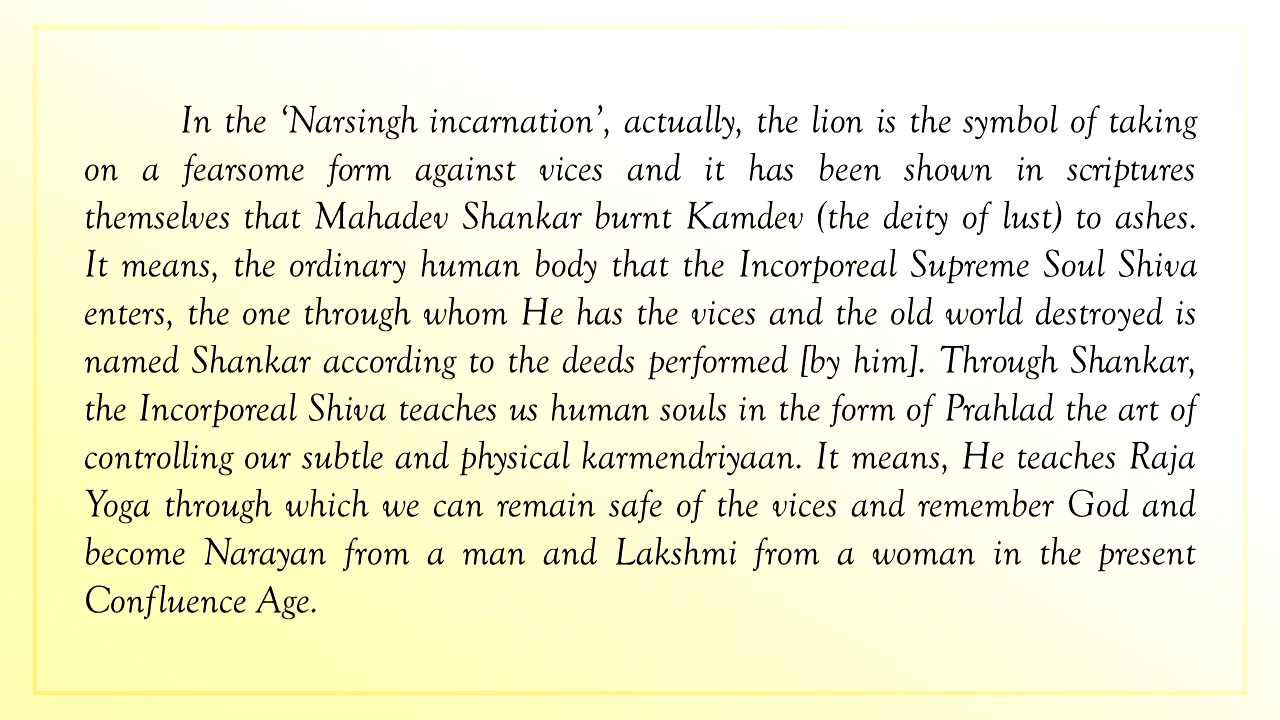 In the ‘Narsingh incarnation’, actually, the lion is the symbol of taking
on a fearsome form against vices and it has been shown in scriptures
themselves that Mahadev Shankar burnt Kamdev (the deity of lust) to ashes.
It means, the ordinary human body that the Incorporeal Supreme Soul Shiva
enters, the one through whom He has the vices and the old world destroyed is
named Shankar according to the deeds performed [by him]. Through Shankar,
the Incorporeal Shiva teaches us human souls in the form of Prahlad the art of
controlling our subtle and physical karmendriyaan. It means, He teaches Raja
Yoga through which we can remain safe of the vices and remember God and
become Narayan from a man and Lakshmi from a woman in the present
Confluence Age.